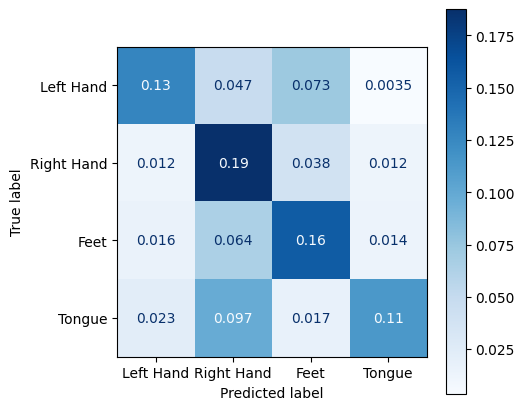 0.175
Left Hand 0.13 0.047 0.073 0.0035
0.150
Right Hand 0.012 0.19 0.038 0.012
0.125
0.100
True label
Feet 0.016 0.064 0.16 0.014
0.075
Tongue 0.023 0.097 0.017 0.11
0.050
0.025
Left Hand Right Hand Feet Tongue
Predicted label